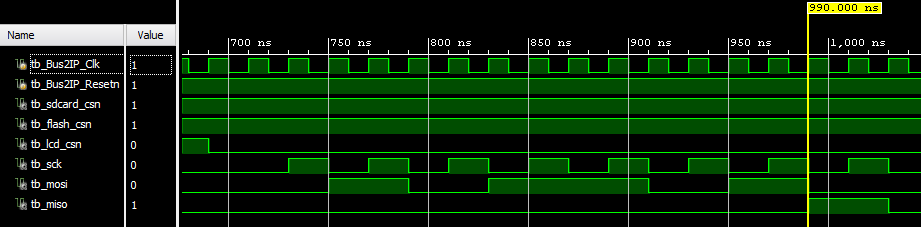 990.000 ns
Name Value
700 ns 750 ns 800 ns 850 ns 900 ns 950 ns 1,000 ns
tb_Bus2IP_Clk 1
tb_Bus2IP_Resetn 1
tb_sdcard_csn 1
tb_flash_csn 1
tb_lcd_csn 0
tb_sck 0
tb_mosi 0
tb_miso 1